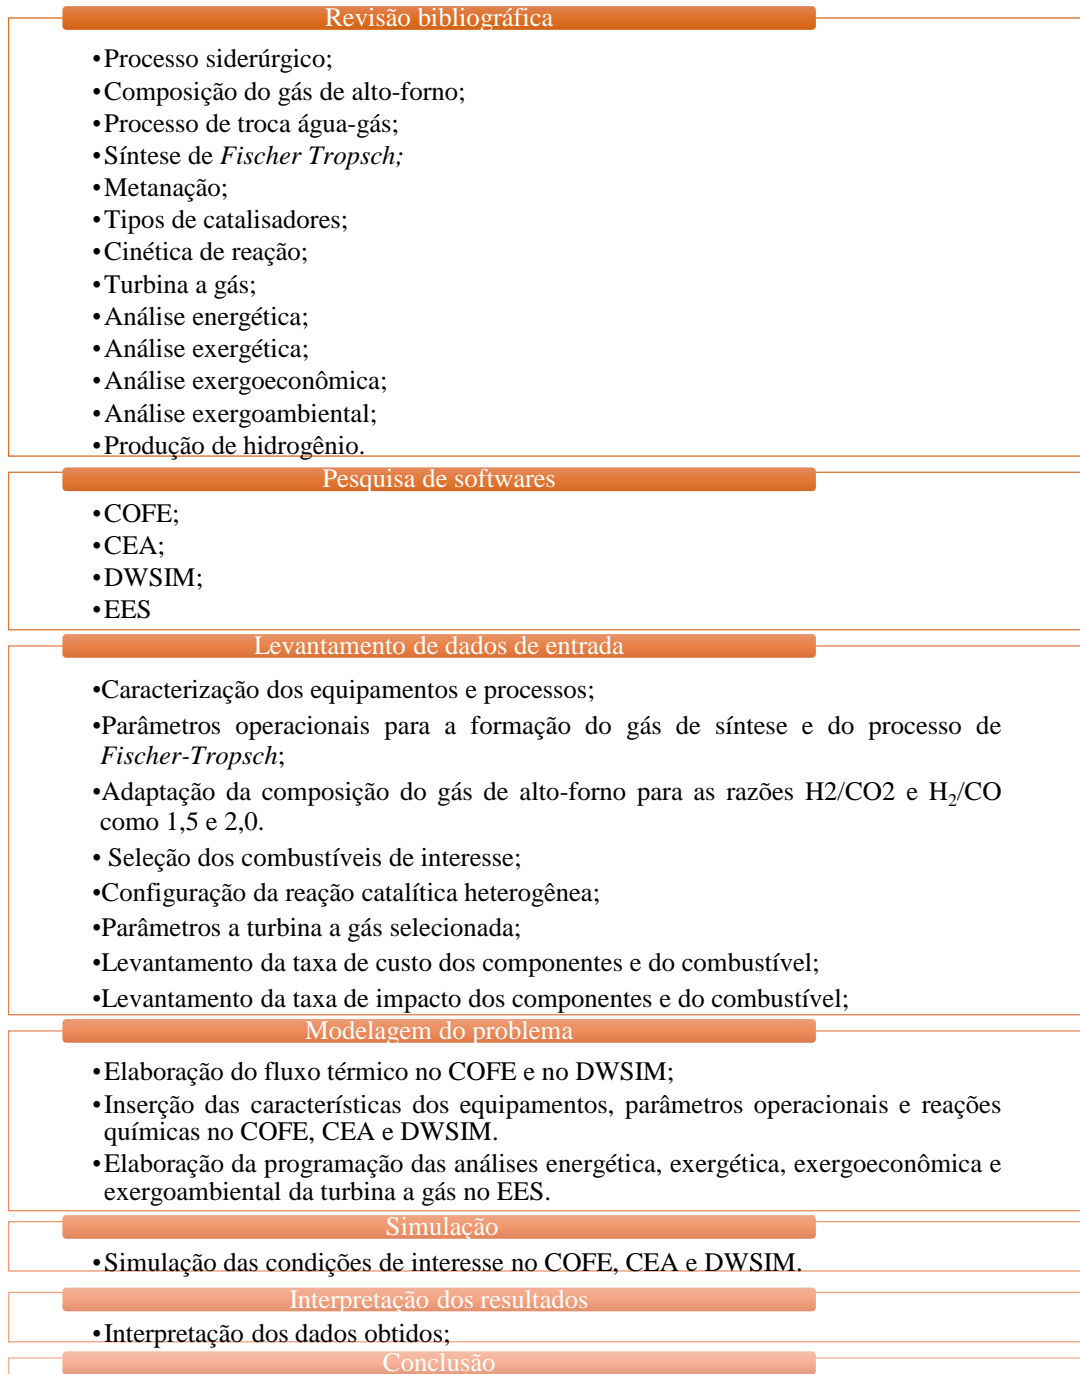 Revisão bibliográfica
•Processo siderúrgico;
•Composição do gás de alto-forno;
•Processo de troca água-gás;
•Síntese de Fischer Tropsch;
•Metanação;
•Tipos de catalisadores;
•Cinética de reação;
•Turbina a gás;
•Análise energética;
•Análise exergética;
•Análise exergoeconômica;
•Análise exergoambiental;
•Produção de hidrogênio.
Pesquisa de softwares
•COFE;
•CEA;
•DWSIM;
•EES
Levantamento de dados de entrada
•Caracterização dos equipamentos e processos;
•Parâmetros operacionais para a formação do gás de síntese e do processo de
Fischer-Tropsch;
•Adaptação da composição do gás de alto-forno para as razões H2/CO2 e H₂/CO
como 1,5 e 2,0.
• Seleção dos combustíveis de interesse;
•Configuração da reação catalítica heterogênea;
•Parâmetros a turbina a gás selecionada;
•Levantamento da taxa de custo dos componentes e do combustível;
•Levantamento da taxa de impacto dos componentes e do combustível;
Modelagem do problema
•Elaboração do fluxo térmico no COFE e no DWSIM;
•Inserção das características dos equipamentos, parâmetros operacionais e reações
químicas no COFE, CEA e DWSIM.
•Elaboração da programação das análises energética, exergética, exergoeconômica e
exergoambiental da turbina a gás no EES.
Simulação
•Simulação das condições de interesse no COFE, CEA e DWSIM.
Interpretação dos resultados
•Interpretação dos dados obtidos;
Conclusão